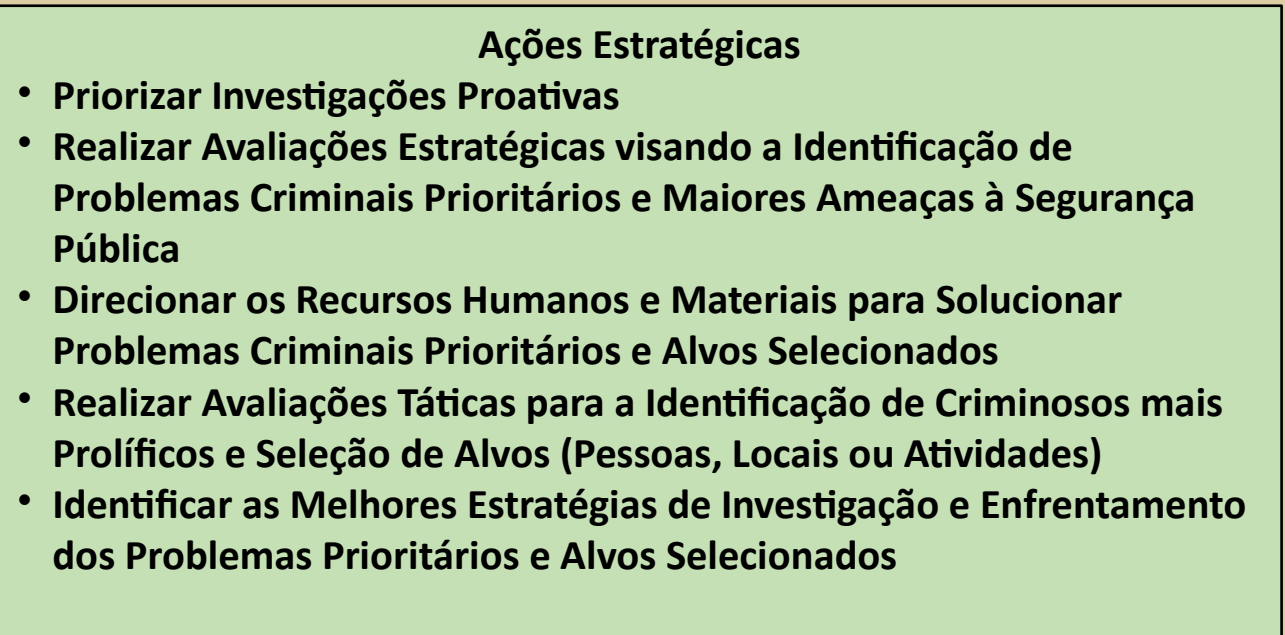 Ações Estratégicas
• Priorizar Investigações Proativas
• Realizar Avaliações Estratégicas visando a Identificação de
Problemas Criminais Prioritários e Maiores Ameaças à Segurança
Pública
• Direcionar os Recursos Humanos e Materiais para Solucionar
Problemas Criminais Prioritários e Alvos Selecionados
• Realizar Avaliações Táticas para a Identificação de Criminosos mais
Prolíficos e Seleção de Alvos (Pessoas, Locais ou Atividades)
• Identificar as Melhores Estratégias de Investigação e Enfrentamento
dos Problemas Prioritários e Alvos Selecionados